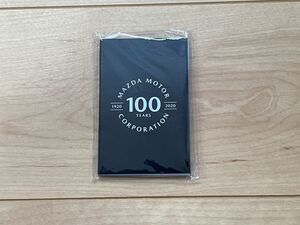 MAZDA MOTOR
1920 100 2020
YEARS
CORPORATION